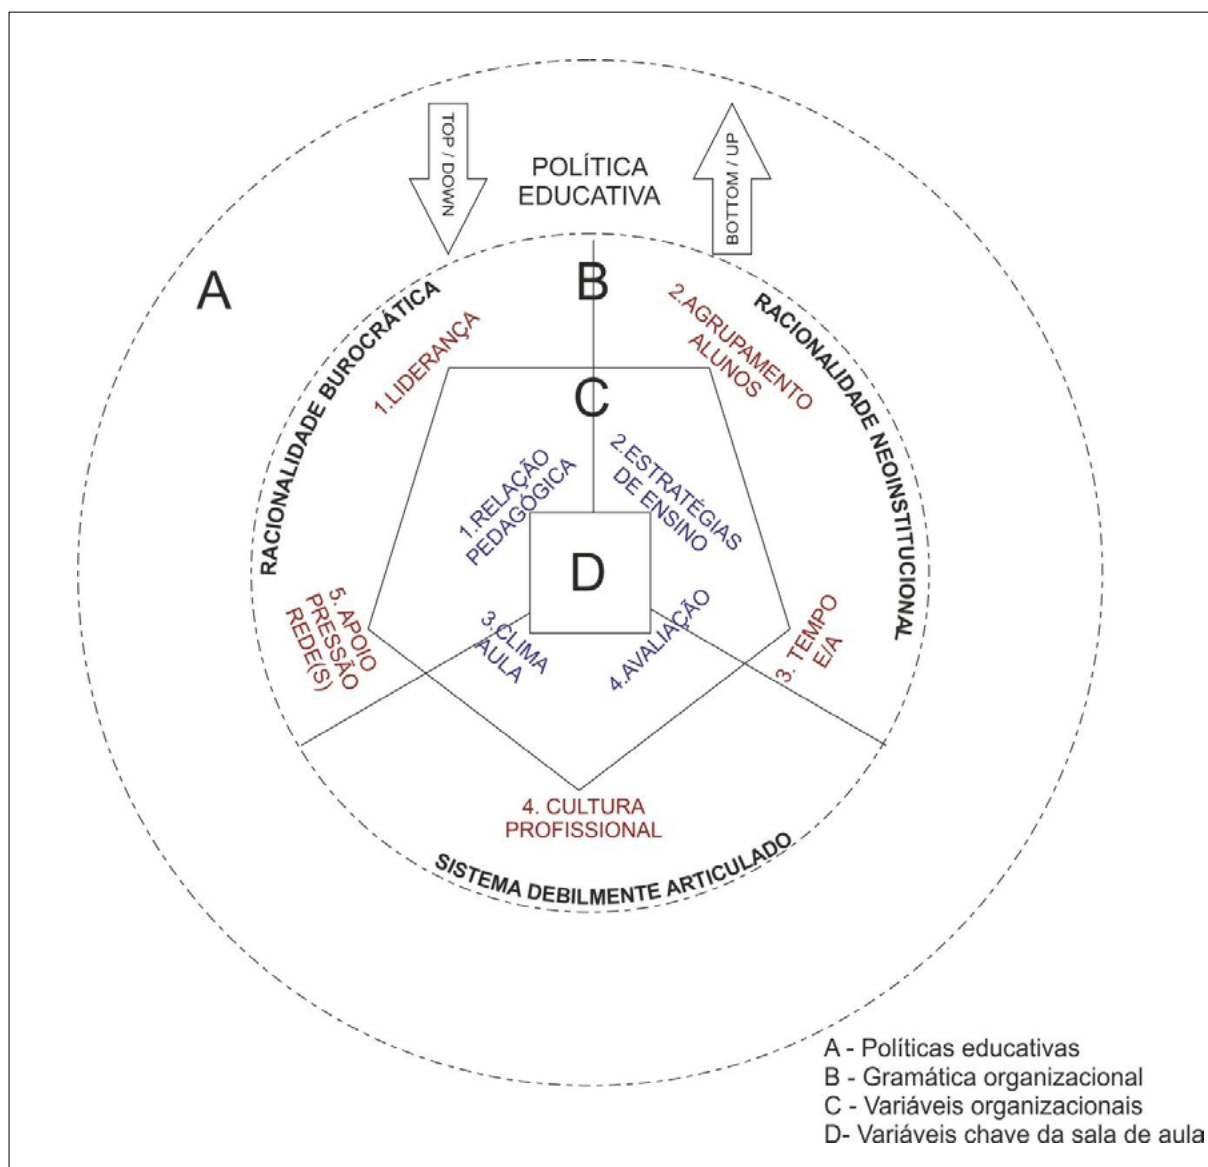 TOP / DOWN
POLÍTICA
EDUCATIVA
BOTTOM / UP
A
B
RACIONALIDADE BUROCRÁTICA
1.LIDERANÇA
2.AGRUPAMENTO
ALUNOS
RACIONALIDADE NEOINSTITUCIONAL
C
1.RELAÇÃO
PEDAGÓGICA
2.ESTRATÉGIAS
DE ENSINO
D
3.CLIMA
AULA
4.AVALIAÇÃO
5. APOIO
PRESSÃO
REDE(S)
3. TEMPO
E/A
4. CULTURA
PROFISSIONAL
SISTEMA DEBILMENTE ARTICULADO
A - Políticas educativas
B - Gramática organizacional
C - Variáveis organizacionais
D- Variáveis chave da sala de aula